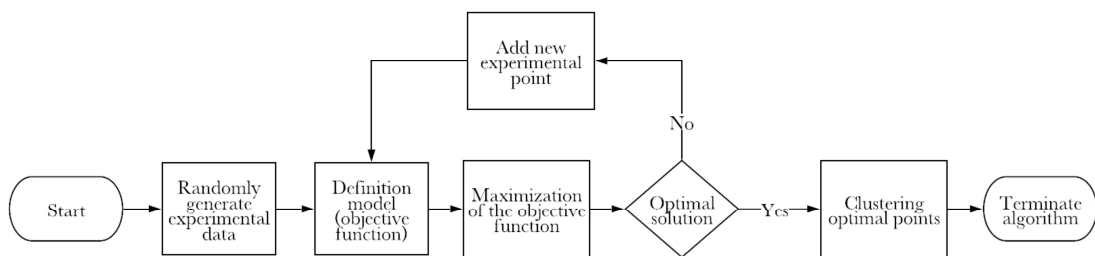 Add new
experimental
point
No
Start
Randomly
generate
experimental
data
Definition
model
(objective
function)
Maximization
of the objective
function
Optimal
solution
Yes
Clustering
optimal points
Terminate
algorithm